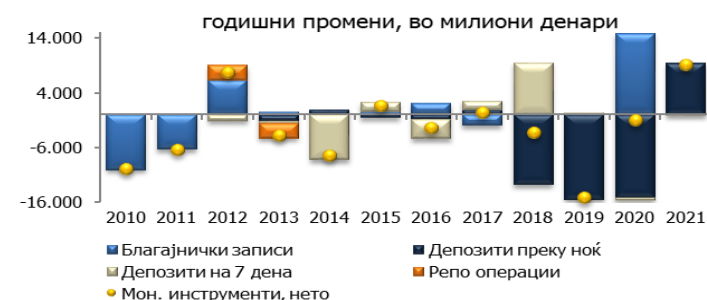 годишни промени, во милиони денари
14.000
4.000
-6.000
-16.000
2010 2011 2012 2013 2014 2015 2016 2017 2018 2019 2020 2021
Благајнички записи
Депозити преку ноќ
Депозити на 7 дена
Репо операции
Мон. инструменти, нето